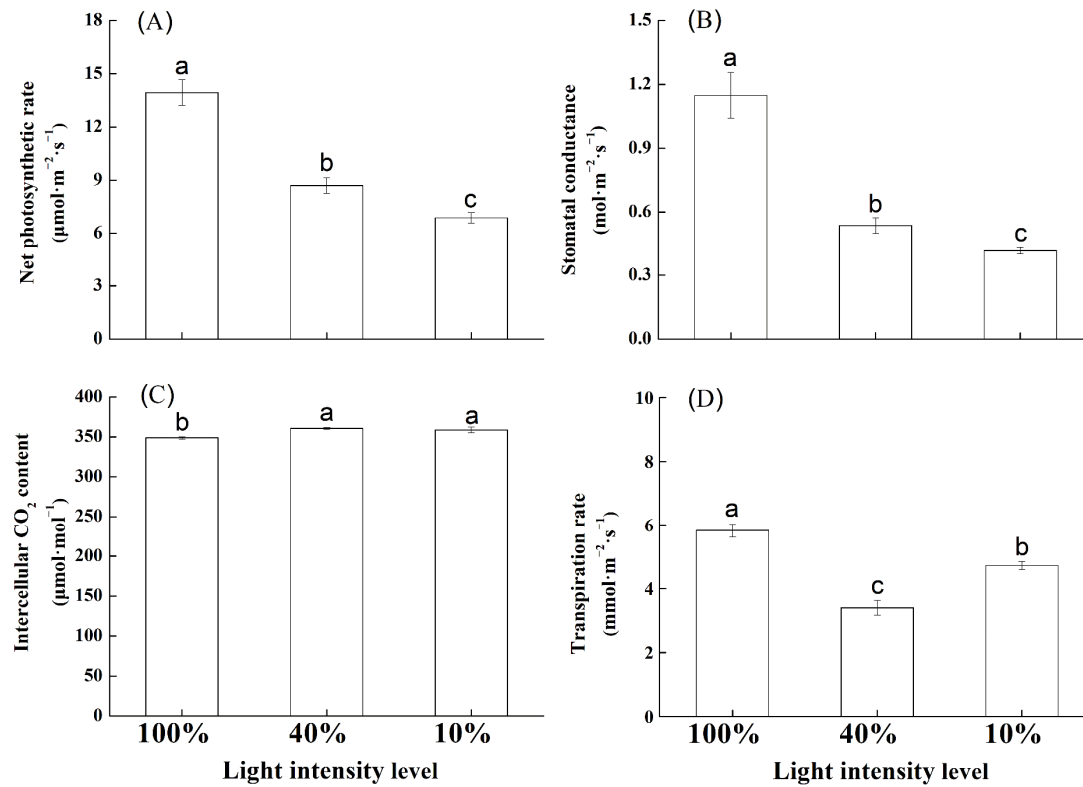 (A)
Net photosynthetic rate
(μmol·m⁻²·s⁻¹)
18
15
12
9
6
3
0
a
b
c
(B)
Stomatal conductance
(mol·m⁻²·s⁻¹)
1.5
1.2
0.9
0.6
0.3
0.0
a
b
c
(C)
Intercellular CO₂ content
(μmol·mol⁻¹)
400
350
300
250
200
150
100
50
0
b
a
a
100% 40% 10%
Light intensity level
(D)
Transpiration rate
(mmol·m⁻²·s⁻¹)
10
8
6
4
2
0
a
c
b
100% 40% 10%
Light intensity level